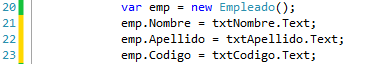 20 var emp = new Empleado();
21 emp.Nombre = txtNombre.Text;
22 emp.Apellido = txtApellido.Text;
23 emp.Codigo = txtCodigo.Text;